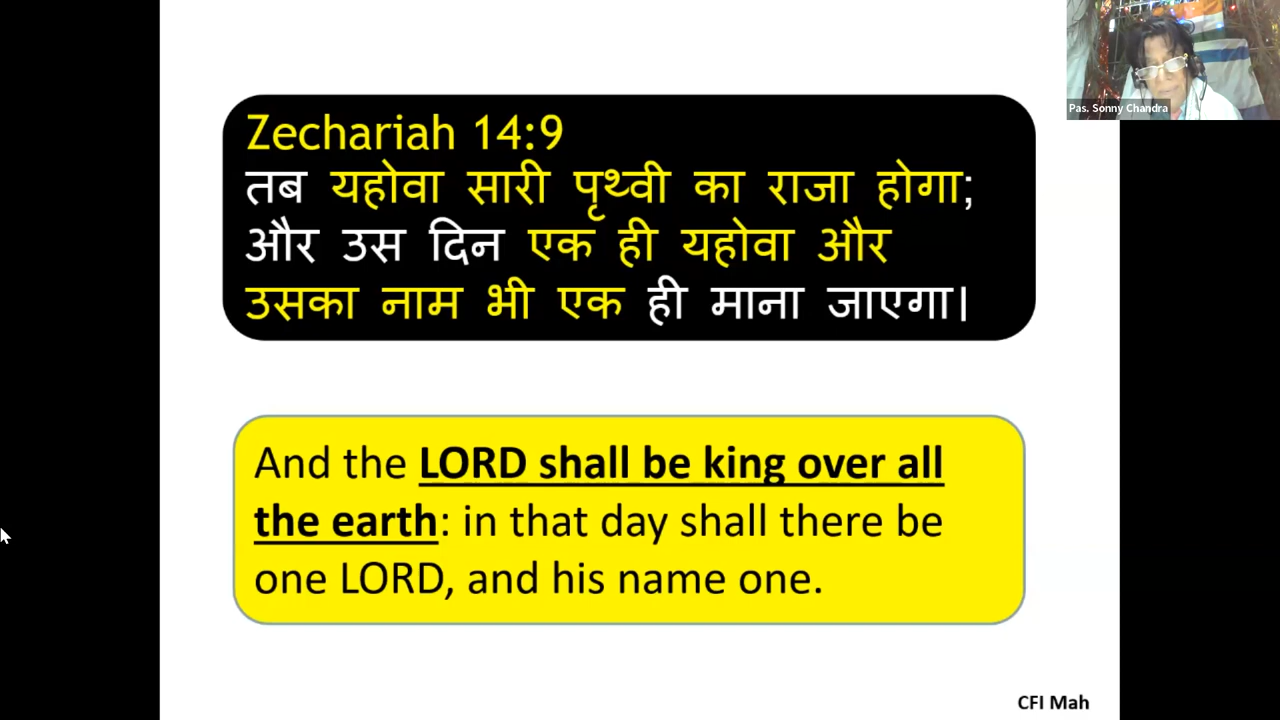 Pas. Sonny Chandra
Zechariah 14:9
तब यहोवा सारी पृथ्वी का राजा होगा;
और उस दिन एक ही यहोवा और
उसका नाम भी एक ही माना जाएगा।
And the LORD shall be king over all
the earth: in that day shall there be
one LORD, and his name one.
CFI Mah